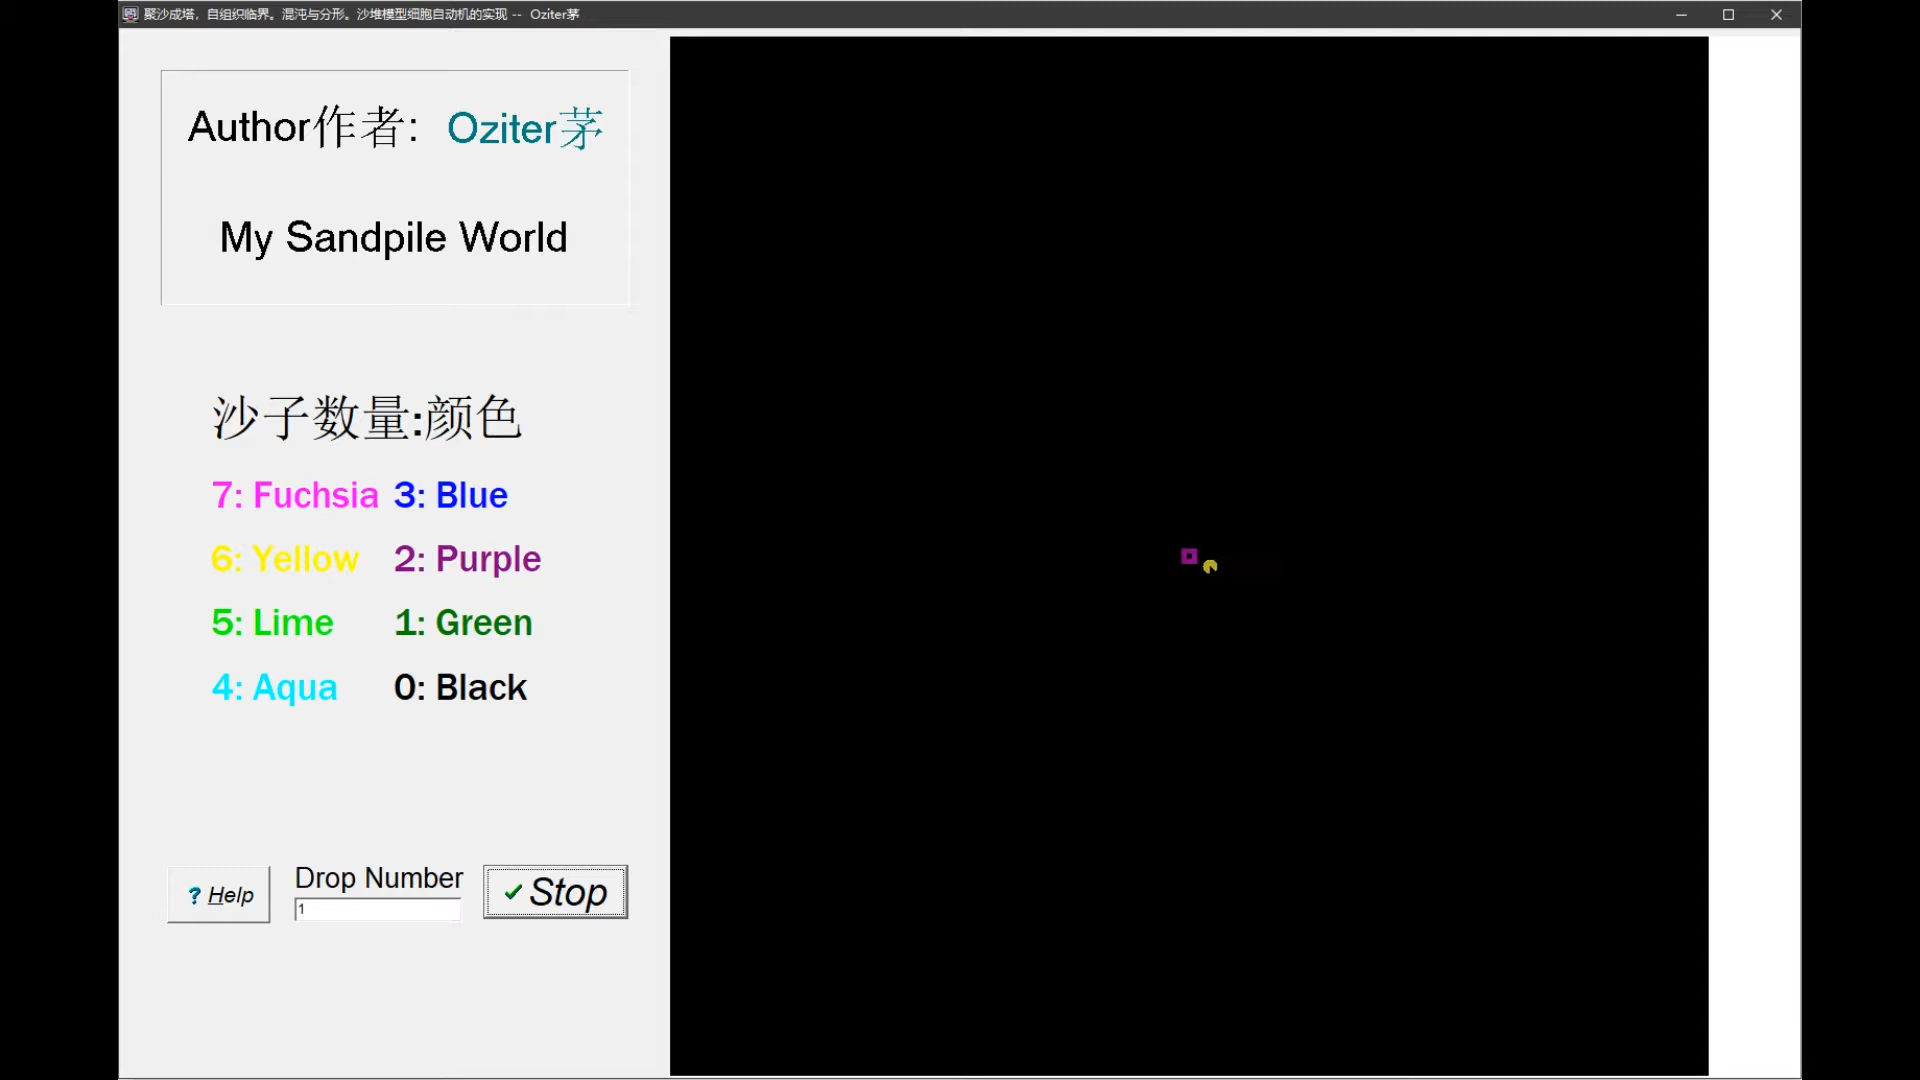 聚沙成塔，自组织临界。混沌与分形。沙堆模型细胞自动机的实现 -- Oziter茅
Author作者: Oziter茅
My Sandpile World
沙子数量:颜色
7: Fuchsia 3: Blue
6: Yellow 2: Purple
5: Lime 1: Green
4: Aqua 0: Black
? Help
Drop Number
1
Stop